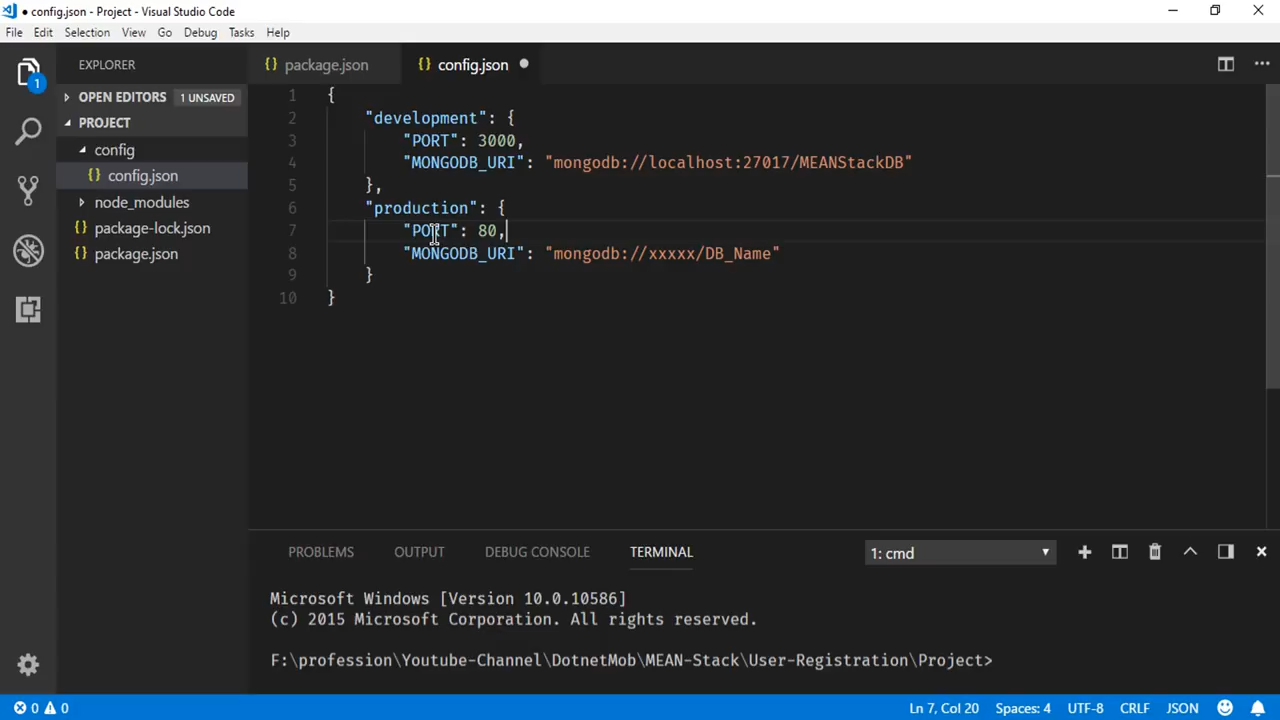 config.json - Project - Visual Studio Code
File Edit Selection View Go Debug Tasks Help
EXPLORER
OPEN EDITORS 1 UNSAVED
PROJECT
config
{} config.json
node_modules
{} package-lock.json
{} package.json
1
{} package.json {} config.json
1 {
2 "development": {
3 "PORT": 3000,
4 "MONGODB_URI": "mongodb://localhost:27017/MEANStackDB"
5 },
6 "production": {
7 "PORT": 80,
8 "MONGODB_URI": "mongodb://xxxxx/DB_Name"
9 }
10 }
PROBLEMS OUTPUT DEBUG CONSOLE TERMINAL 1: cmd
Microsoft Windows [Version 10.0.10586]
(c) 2015 Microsoft Corporation. All rights reserved.
F:\profession\Youtube-Channel\DotnetMob\MEAN-Stack\User-Registration\Project>
0 0 Ln 7, Col 20 Spaces: 4 UTF-8 CRLF JSON